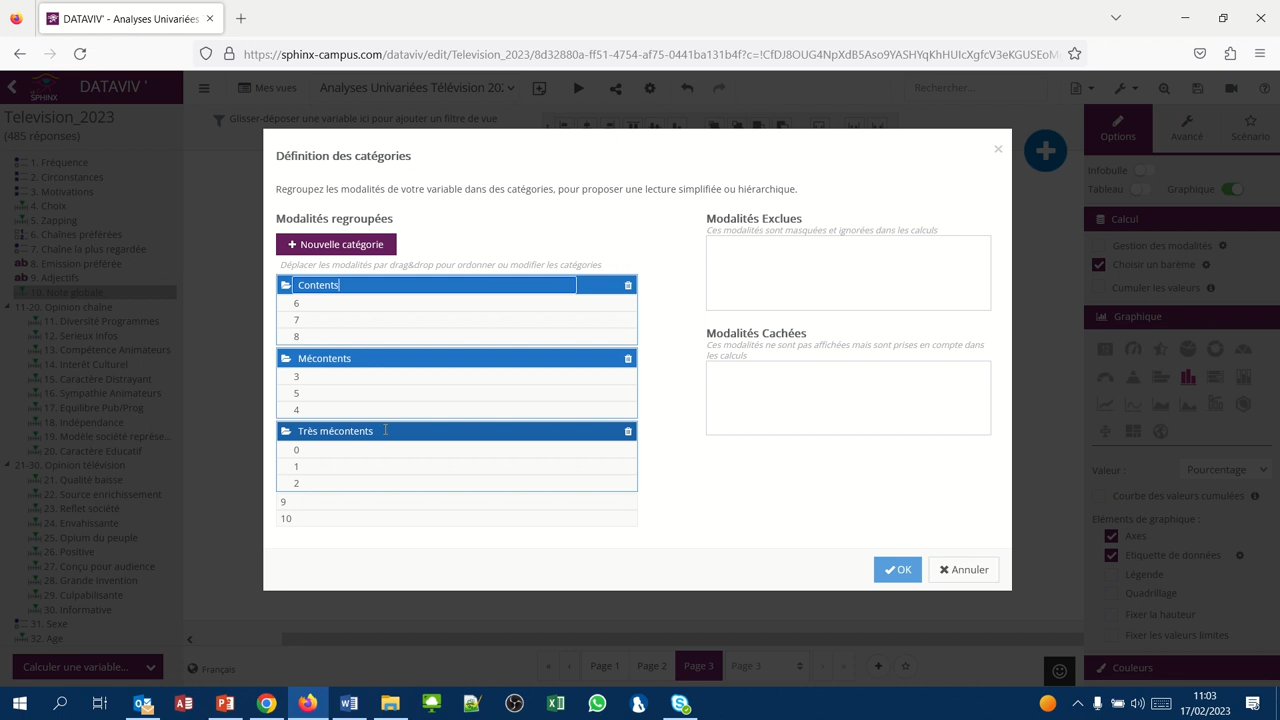 DATAVIV' - Analyses Univariées
https://sphinx-campus.com/dataviv/edit/Television_2023/8d32880a-ff51-4754-af75-0441ba131b4f?c=
SPHINX
DATAVIV '
Mes vues
Analyses Univariées Télévision 202
Rechercher...
Television_2023
(485 réponses)
Glisser-déposer une variable ici pour ajouter un filtre de vue
Options
Avancé
Scénario
1. Fréquence
2. Circonstances
3. Motivations
4. Choix
5. Zapping
6. Chaînes préférées
7. Chaîne la plus regardée
8. Emission préférée
9. Adjectifs
10. Note globale
11-20. Opinion chaîne
11. Diversité Programmes
12. Serieux Infos
13. Compétence Animateurs
14. Intérêt Culturel
15. Caractère Distrayant
16. Sympathie Animateurs
17. Equilibre Pub/Prog
18. Indépendance
19. Modèle société représe...
20. Caractère Educatif
21-30. Opinion télévision
21. Qualité baisse
22. Source enrichissement
23. Reflet société
24. Envahissante
25. Opium du peuple
26. Positive
27. Conçu pour audience
28. Grande Invention
29. Culpabilisante
30. Informative
31. Sexe
32. Age
Calculer une variable...
Définition des catégories
Regroupez les modalités de votre variable dans des catégories, pour proposer une lecture simplifiée ou hiérarchique.
Modalités regroupées
Nouvelle catégorie
Déplacer les modalités par drag&drop pour ordonner ou modifier les catégories
Contents
6
7
8
Mécontents
3
5
4
Très mécontents
0
1
2
9
10
Modalités Exclues
Ces modalités sont masquées et ignorées dans les calculs
Modalités Cachées
Ces modalités ne sont pas affichées mais sont prises en compte dans
les calculs
OK
Annuler
Infobulle
Tableau
Graphique
Calcul
Gestion des modalités
Choisir un barème
Cumuler les valeurs
Graphique
Valeur :
Pourcentage
Courbe des valeurs cumulées
Eléments de graphique :
Axes
Etiquette de données
Légende
Quadrillage
Fixer la hauteur
Fixer les valeurs limites
Couleurs
Français
Page 1
Page 2
Page 3
Page 3
11:03
17/02/2023